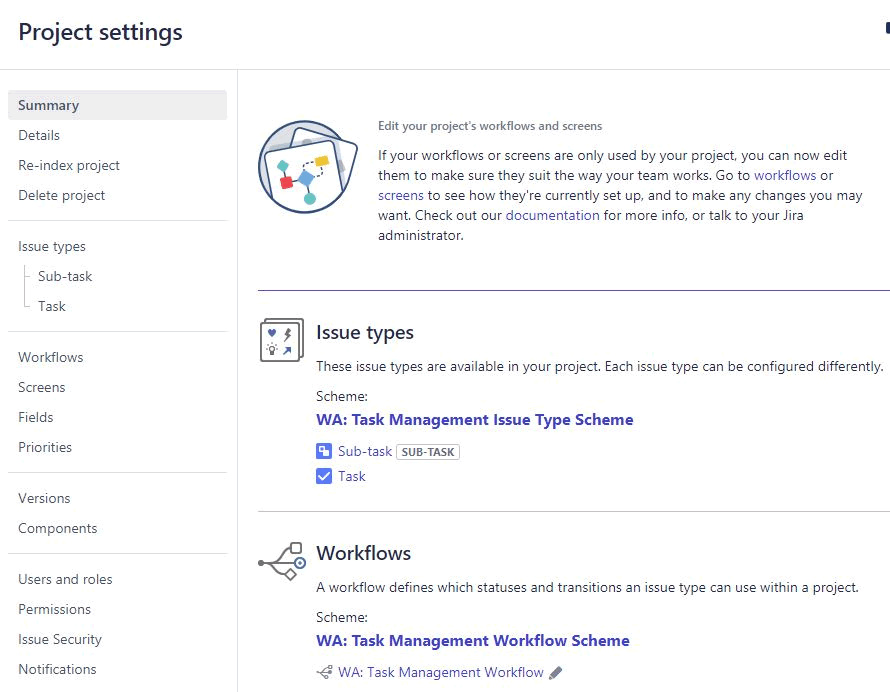 Project settings
Summary
Details
Re-index project
Delete project
Issue types
Sub-task
Task
Workflows
Screens
Fields
Priorities
Versions
Components
Users and roles
Permissions
Issue Security
Notifications
Edit your project's workflows and screens
If your workflows or screens are only used by your project, you can now edit
them to make sure they suit the way your team works. Go to workflows or
screens to see how they're currently set up, and to make any changes you may
want. Check out our documentation for more info, or talk to your Jira
administrator.
Issue types
These issue types are available in your project. Each issue type can be configured differently.
Scheme:
WA: Task Management Issue Type Scheme
Sub-task SUB-TASK
Task
Workflows
A workflow defines which statuses and transitions an issue type can use within a project.
Scheme:
WA: Task Management Workflow Scheme
WA: Task Management Workflow